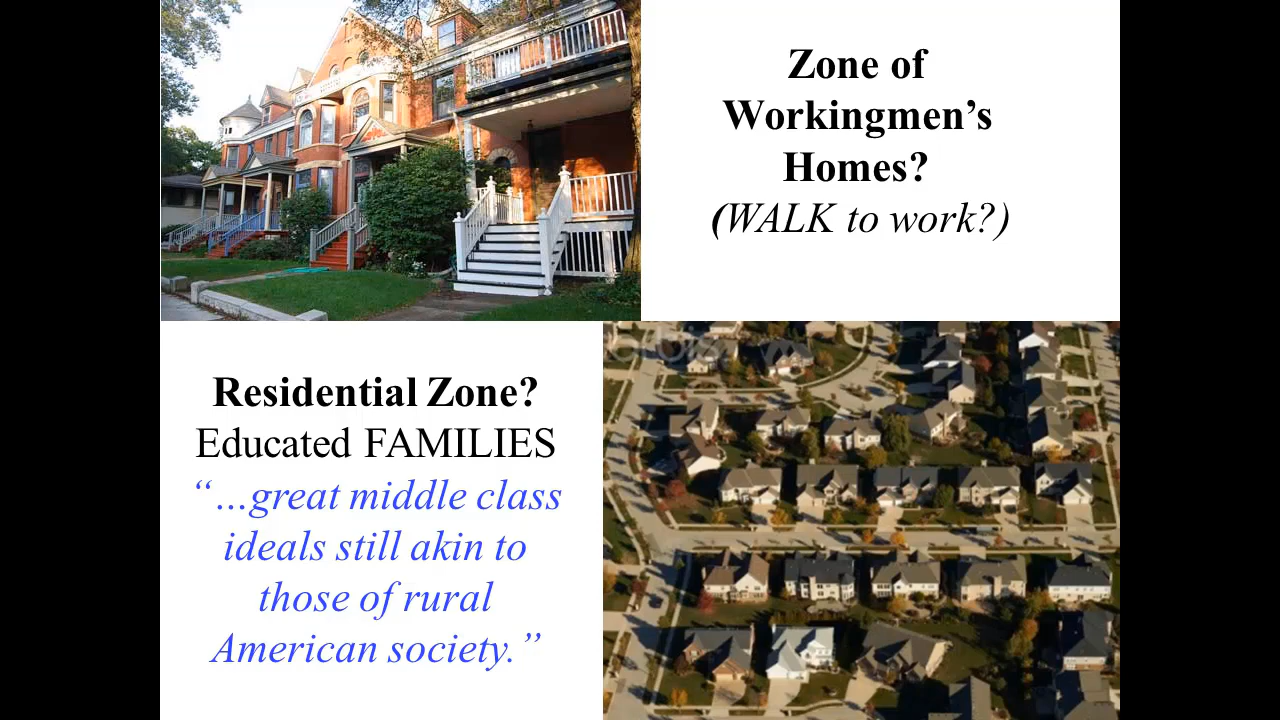 Zone of
Workingmen’s
Homes?
(WALK to work?)
Residential Zone?
Educated FAMILIES
“…great middle class
ideals still akin to
those of rural
American society.”